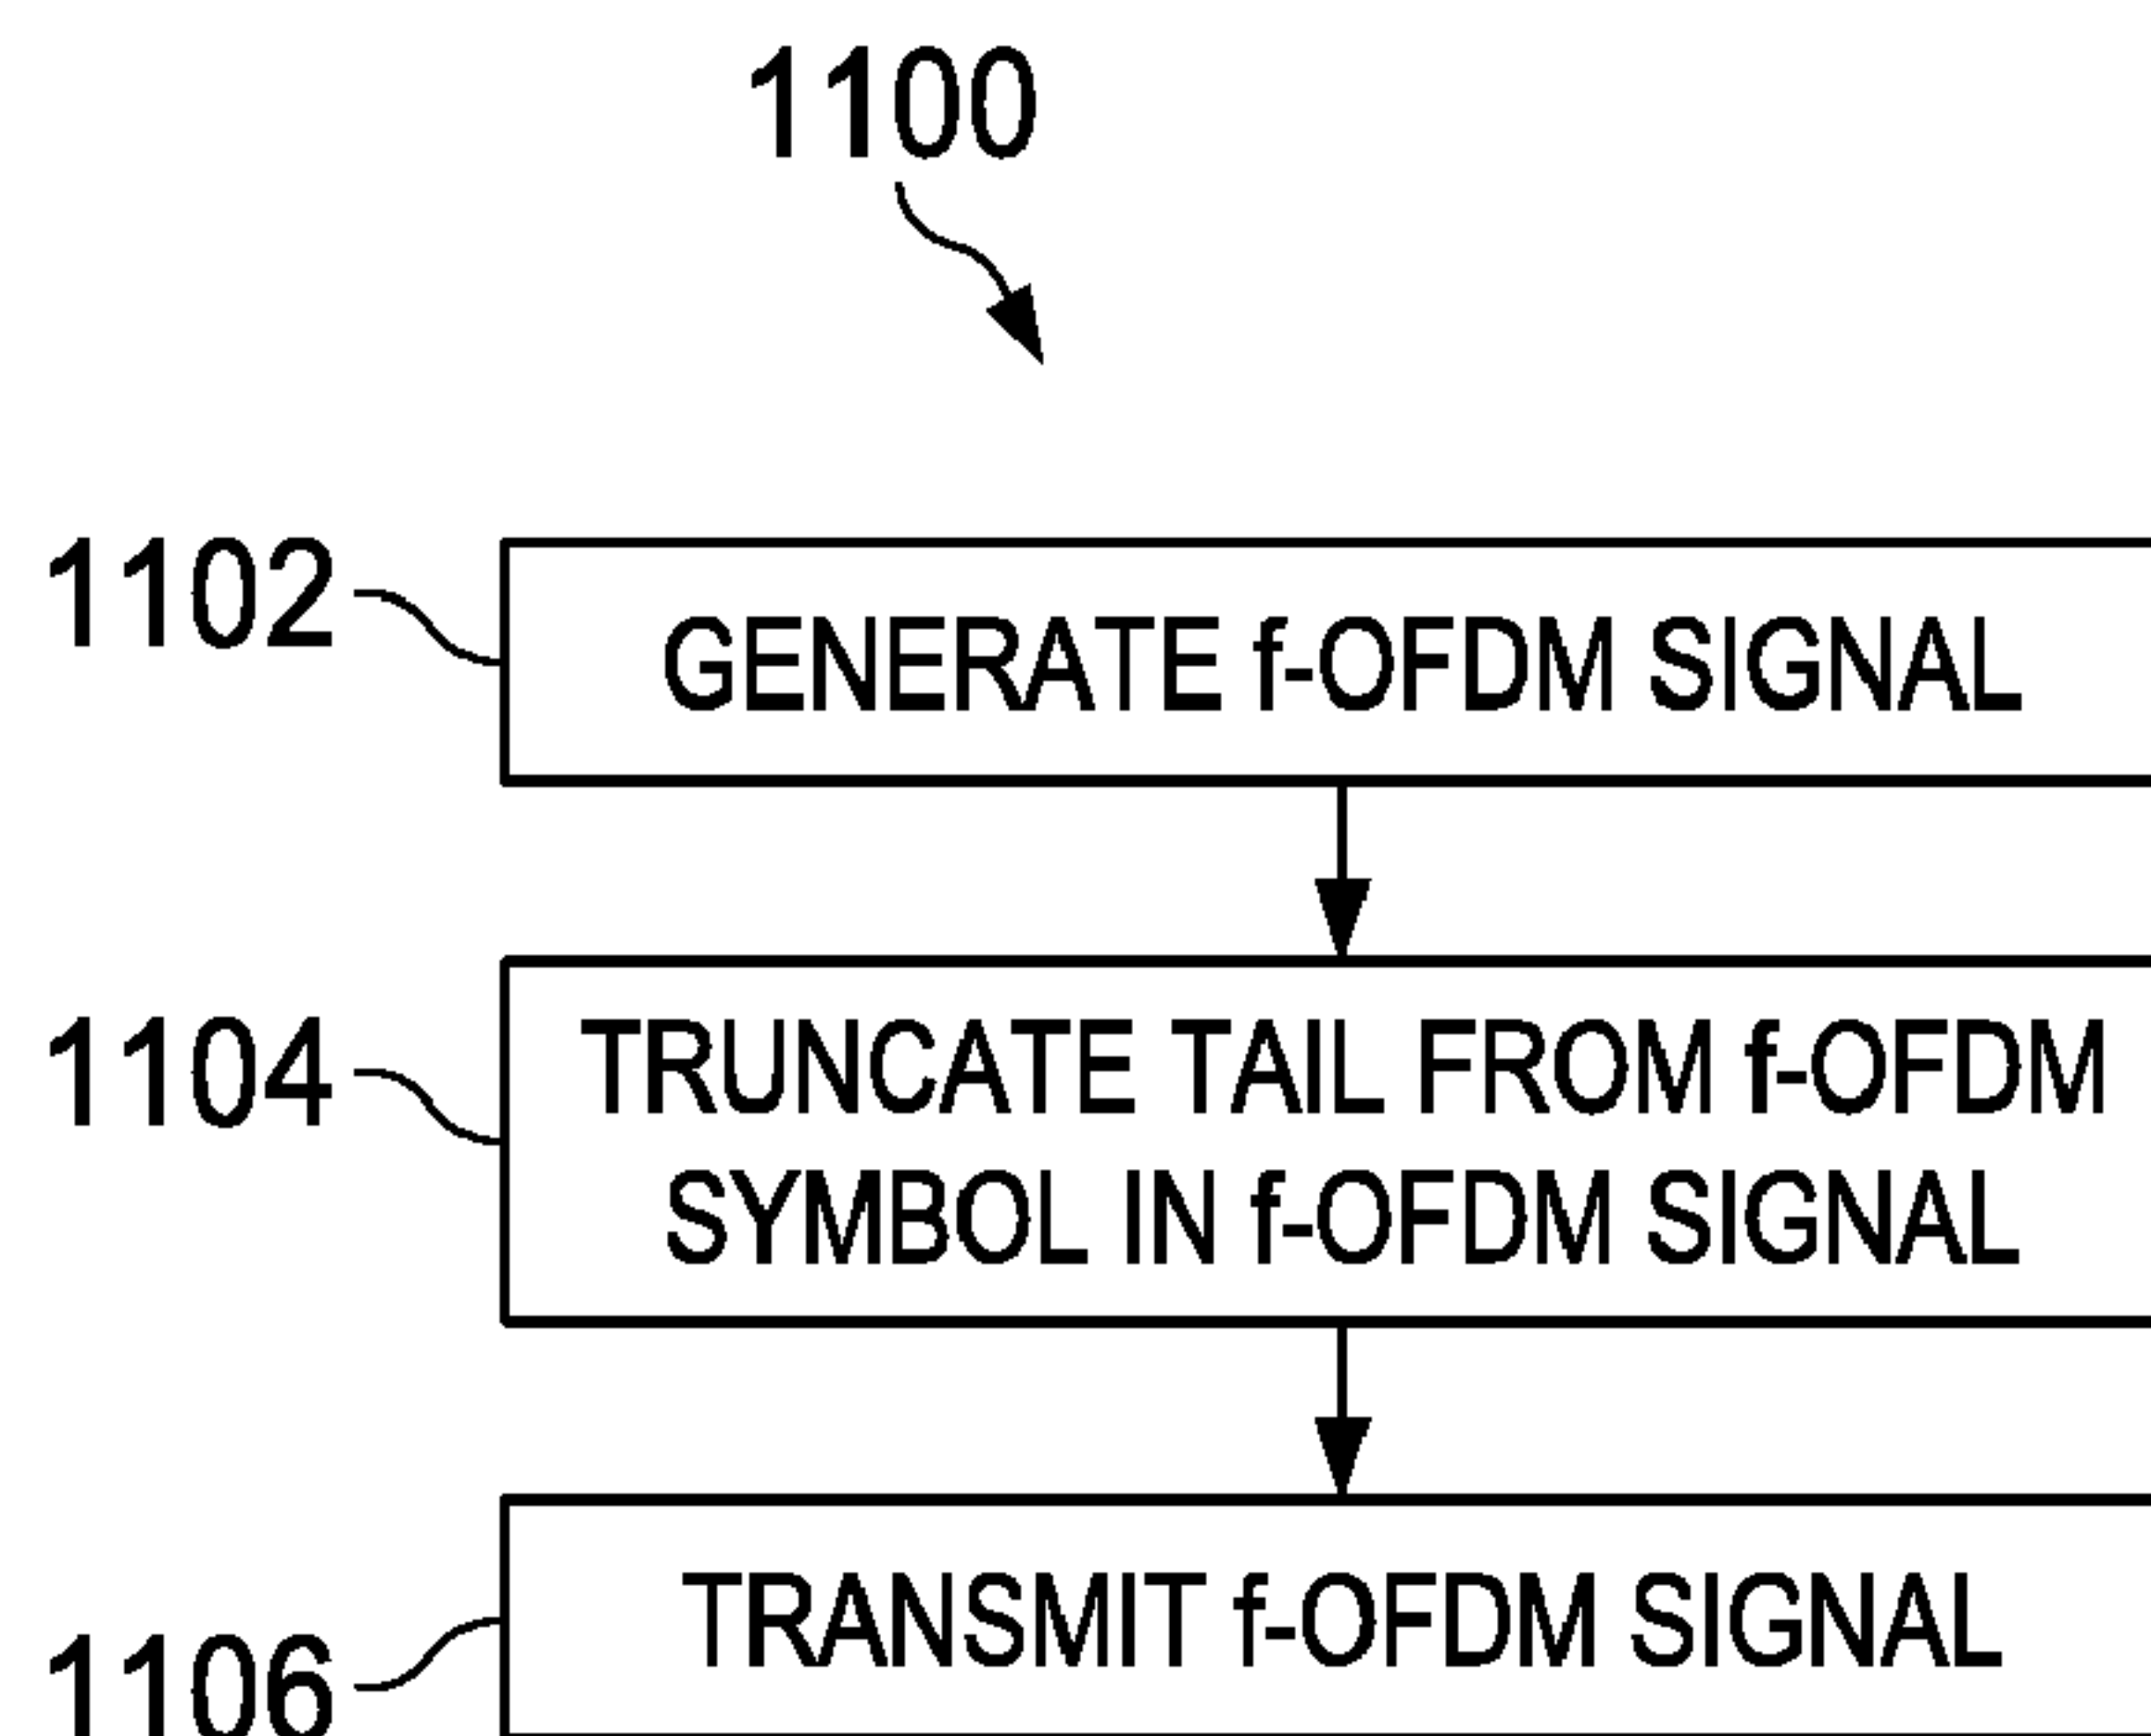 1100
1102
GENERATE f-OFDM SIGNAL
1104
TRUNCATE TAIL FROM f-OFDM
SYMBOL IN f-OFDM SIGNAL
1106
TRANSMIT f-OFDM SIGNAL